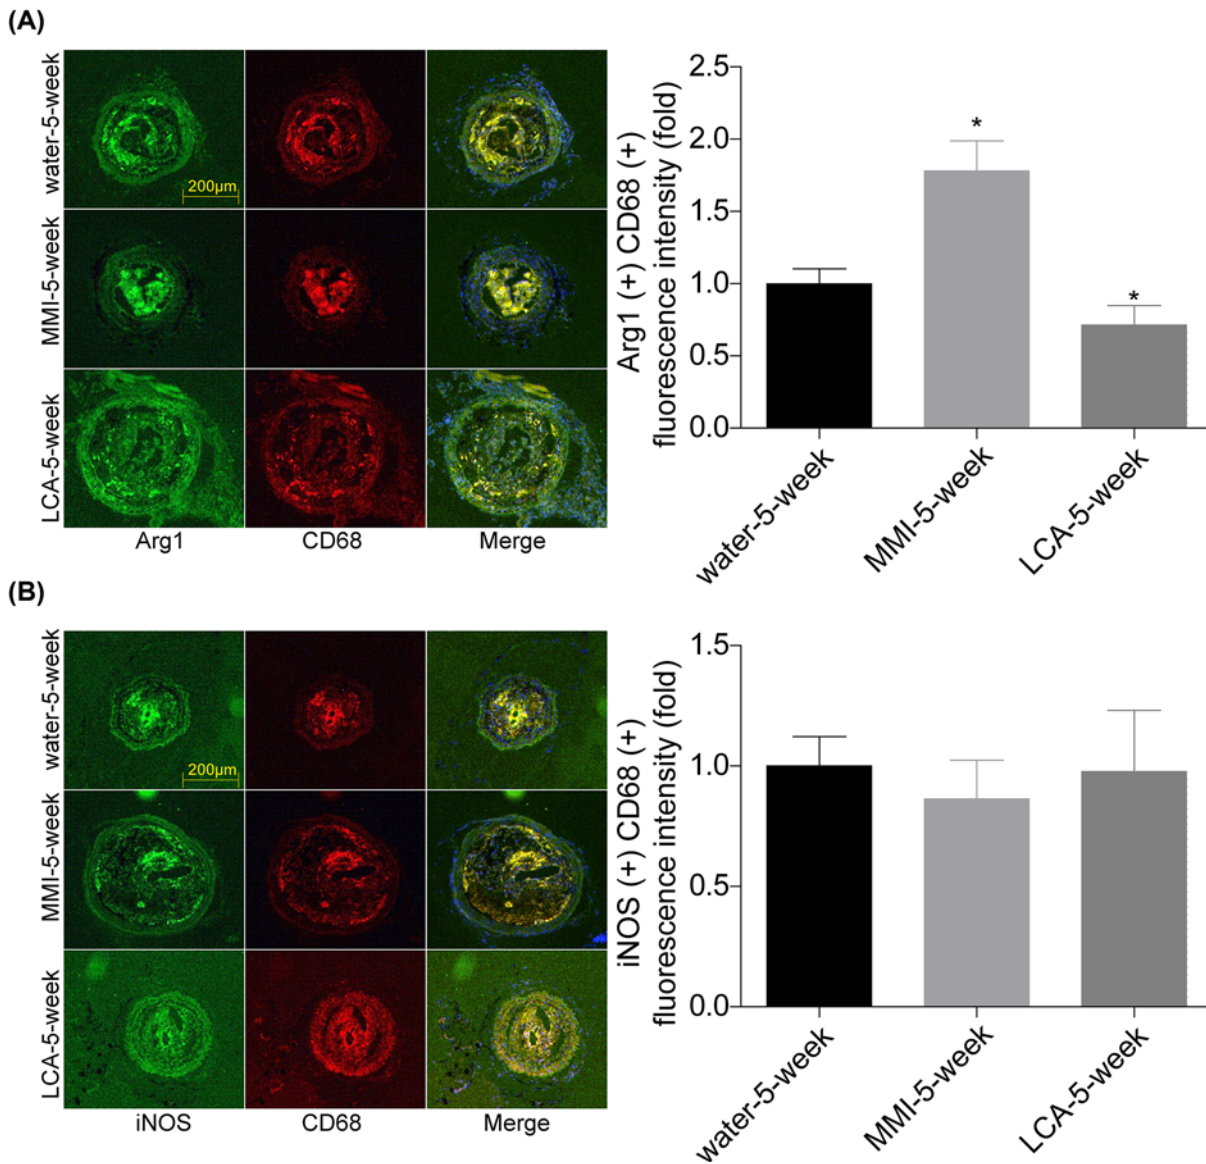 (A)
water-5-week
MMI-5-week
LCA-5-week
200μm
Arg1
CD68
Merge
Arg1 (+) CD68 (+)
fluorescence intensity (fold)
2.5
2.0
1.5
1.0
0.5
0.0
*
*
water-5-week
MMI-5-week
LCA-5-week
(B)
water-5-week
MMI-5-week
LCA-5-week
200μm
iNOS
CD68
Merge
iNOS (+) CD68 (+)
fluorescence intensity (fold)
1.5
1.0
0.5
0.0
water-5-week
MMI-5-week
LCA-5-week